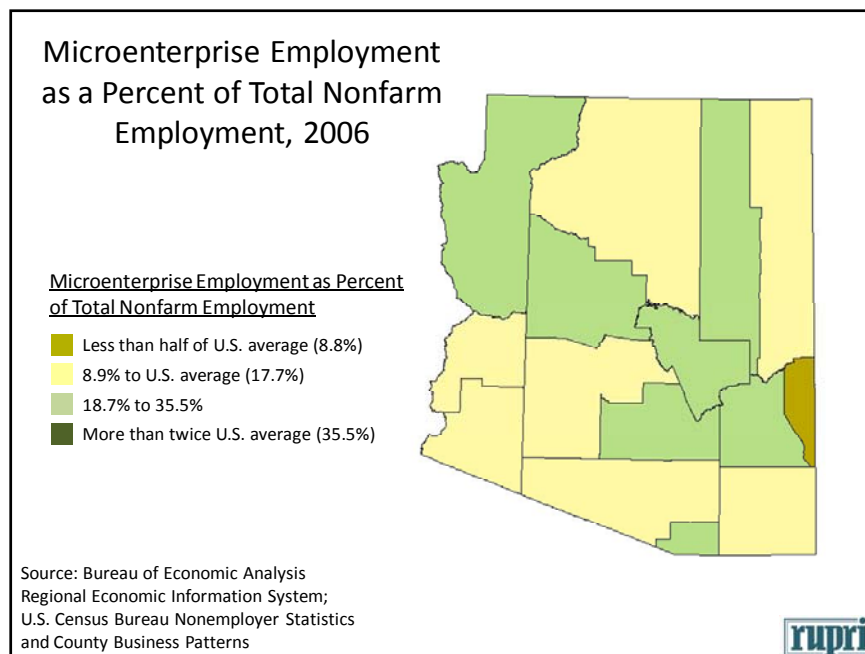 Microenterprise Employment
as a Percent of Total Nonfarm
Employment, 2006
Microenterprise Employment as Percent
of Total Nonfarm Employment
Less than half of U.S. average (8.8%)
8.9% to U.S. average (17.7%)
18.7% to 35.5%
More than twice U.S. average (35.5%)
Source: Bureau of Economic Analysis
Regional Economic Information System;
U.S. Census Bureau Nonemployer Statistics
and County Business Patterns
rupri